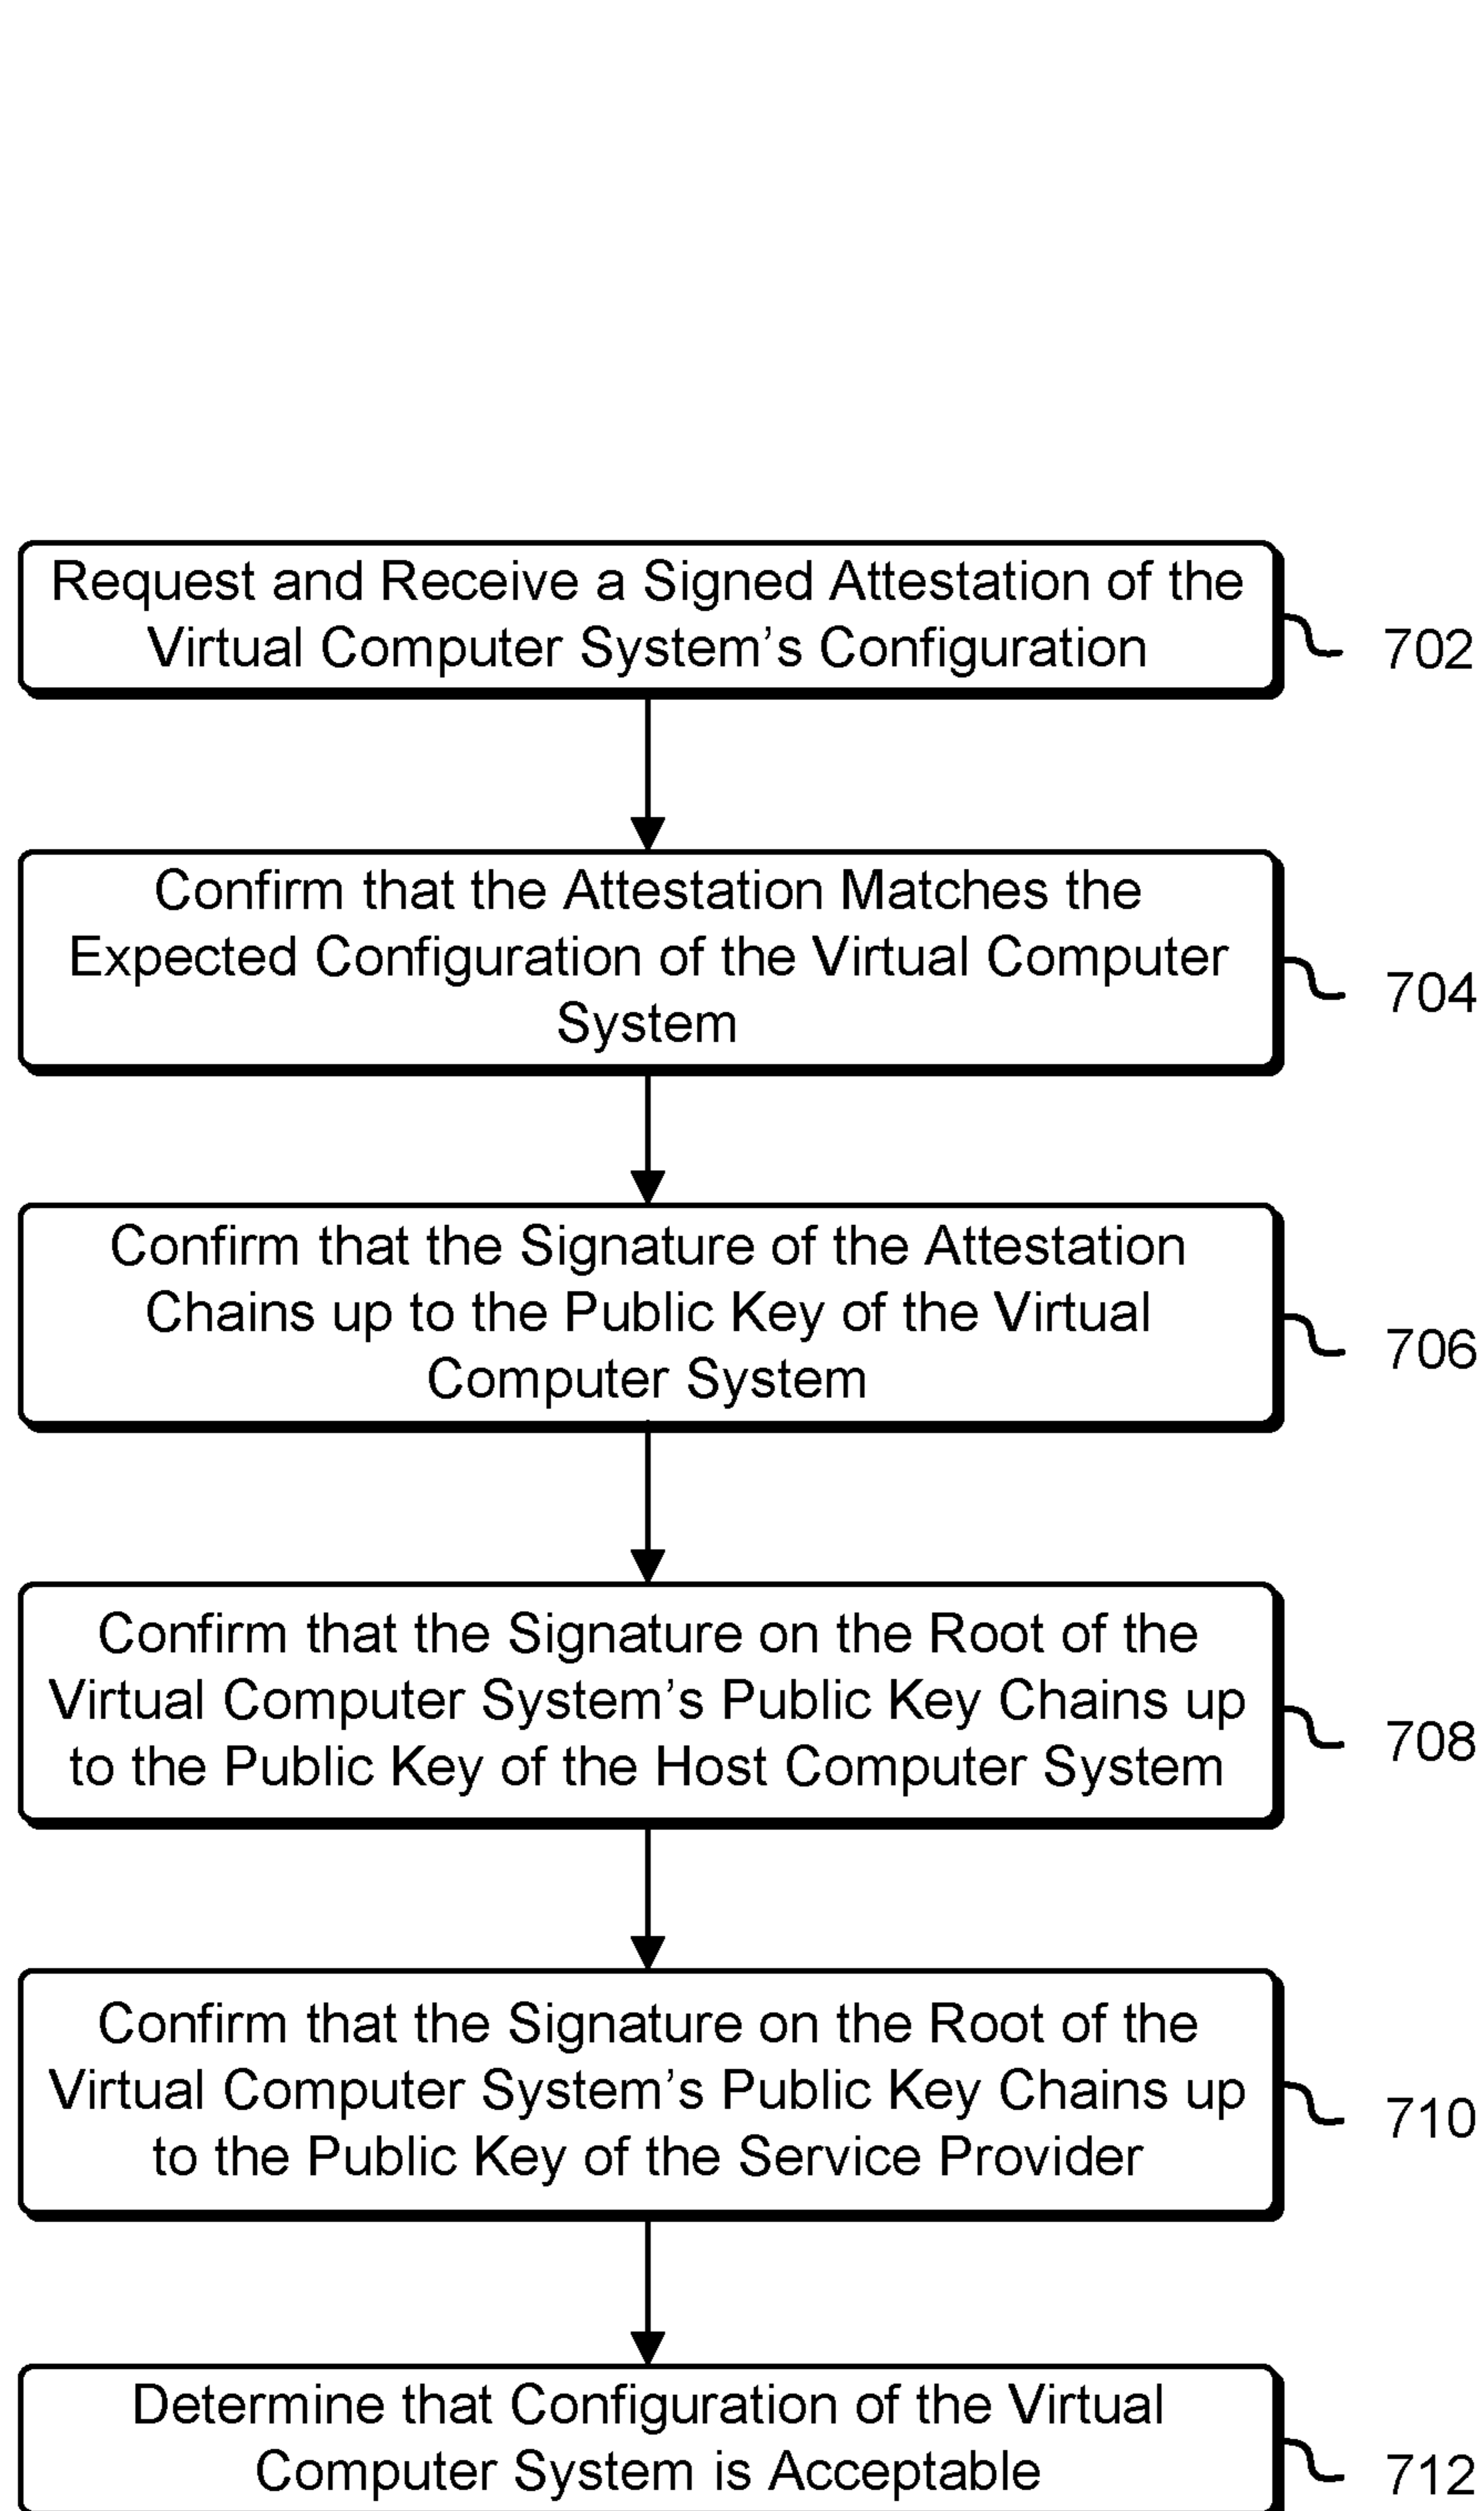 Request and Receive a Signed Attestation of the
Virtual Computer System's Configuration
702
Confirm that the Attestation Matches the
Expected Configuration of the Virtual Computer
System
704
Confirm that the Signature of the Attestation
Chains up to the Public Key of the Virtual
Computer System
706
Confirm that the Signature on the Root of the
Virtual Computer System's Public Key Chains up
to the Public Key of the Host Computer System
708
Confirm that the Signature on the Root of the
Virtual Computer System's Public Key Chains up
to the Public Key of the Service Provider
710
Determine that Configuration of the Virtual
Computer System is Acceptable
712